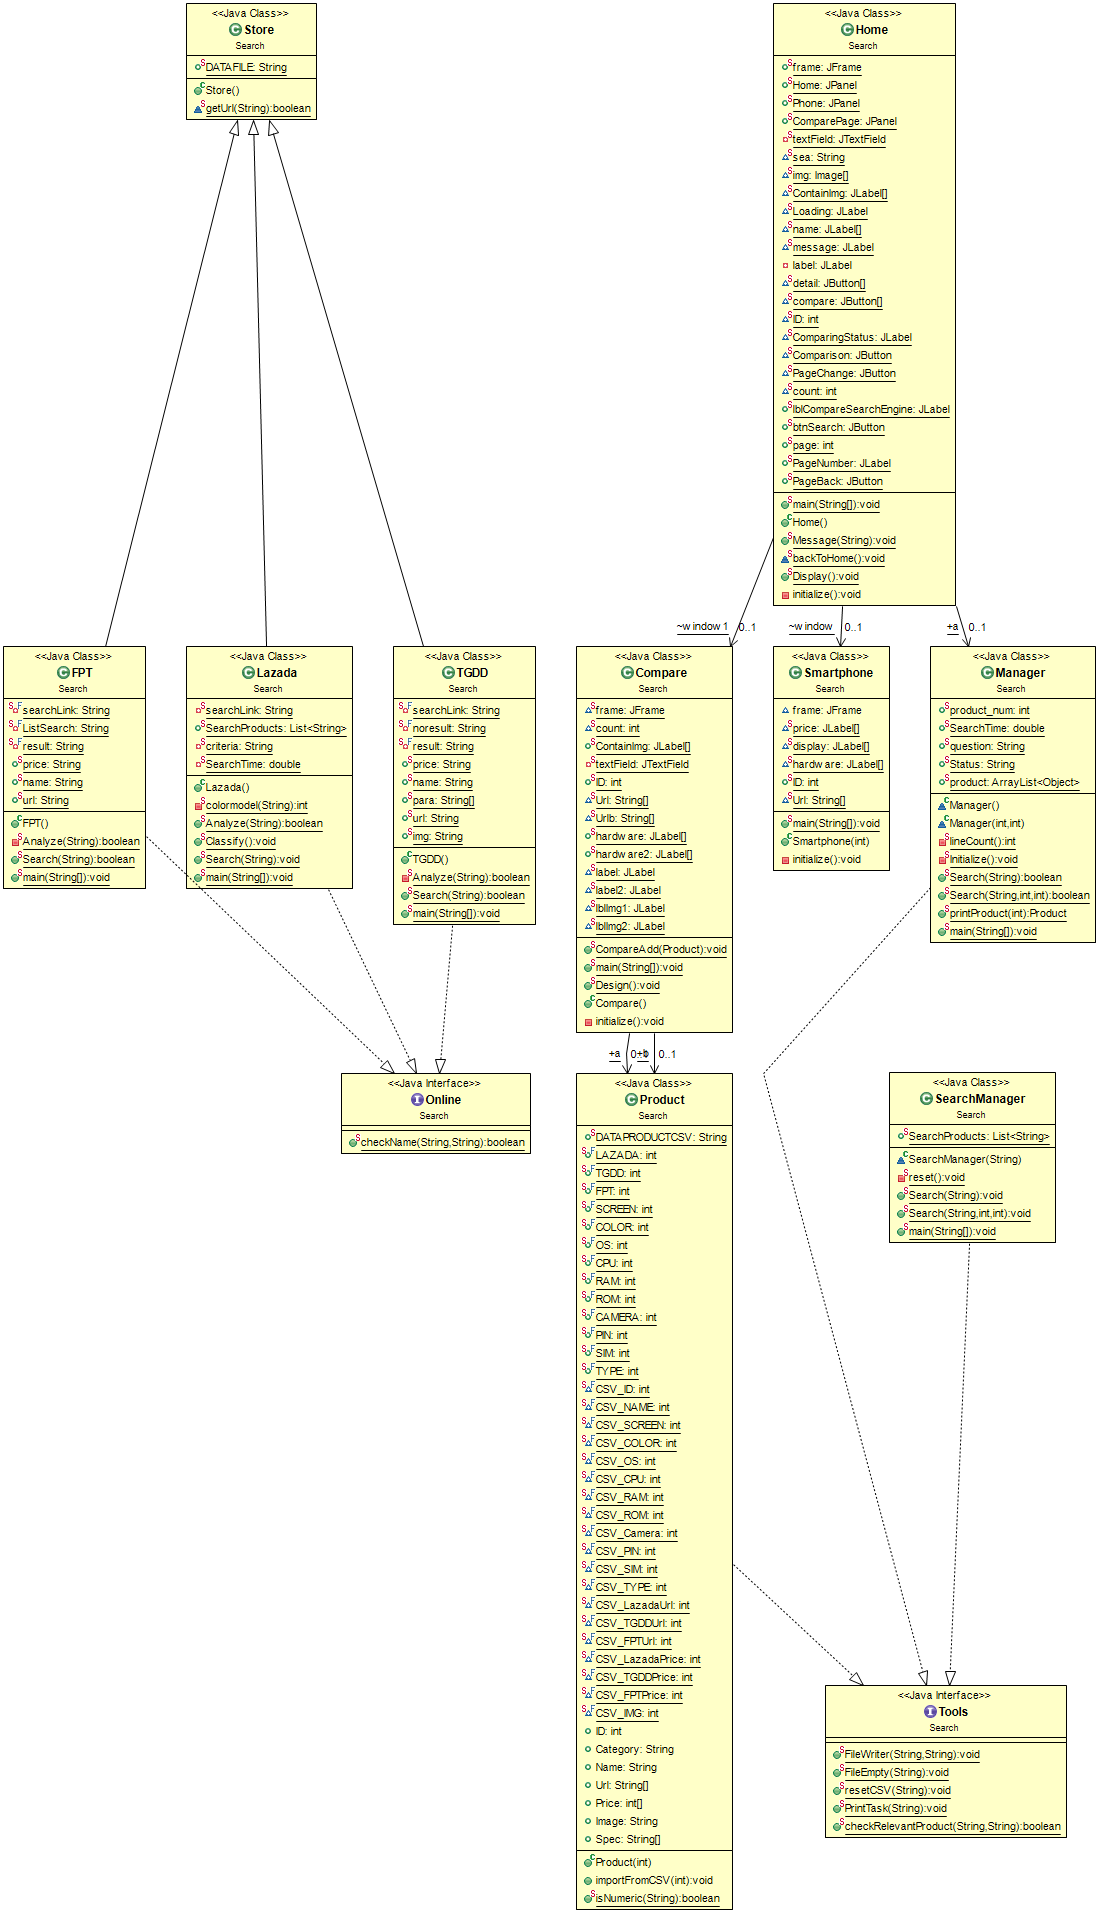 <<Java Class>>
Store
Search
DATAFILE: String
Store()
getUrl(String):boolean
<<Java Class>>
Home
Search
frame: JFrame
Home: JPanel
Phone: JPanel
ComparePage: JPanel
textField: JTextField
sea: String
img: Image[]
ContainImg: JLabel[]
Loading: JLabel
name: JLabel[]
message: JLabel
label: JLabel
detail: JButton[]
compare: JButton[]
ID: int
ComparingStatus: JLabel
Comparison: JButton
PageChange: JButton
count: int
lblCompareSearchEngine: JLabel
btnSearch: JButton
page: int
PageNumber: JLabel
PageBack: JButton
main(String[]):void
Home()
Message(String):void
backToHome():void
Display():void
initialize():void
~window1 0..1
~window 0..1
+a 0..1
<<Java Class>>
FPT
Search
searchLink: String
ListSearch: String
result: String
price: String
name: String
url: String
FPT()
Analyze(String):boolean
Search(String):boolean
main(String[]):void
<<Java Class>>
Lazada
Search
searchLink: String
SearchProducts: List<String>
criteria: String
SearchTime: double
Lazada()
colormodel(String):int
Analyze(String):boolean
Classify():void
Search(String):void
main(String[]):void
<<Java Class>>
TGDD
Search
searchLink: String
noresult: String
result: String
price: String
name: String
para: String[]
url: String
img: String
TGDD()
Analyze(String):boolean
Search(String):boolean
main(String[]):void
<<Java Class>>
Compare
Search
frame: JFrame
count: int
ContainImg: JLabel[]
textField: JTextField
ID: int
Url: String[]
Urlb: String[]
hardware: JLabel[]
hardware2: JLabel[]
label: JLabel
label2: JLabel
lblImg1: JLabel
lblImg2: JLabel
CompareAdd(Product):void
main(String[]):void
Design():void
Compare()
initialize():void
<<Java Class>>
Smartphone
Search
frame: JFrame
price: JLabel[]
display: JLabel[]
hardware: JLabel[]
ID: int
Url: String[]
main(String[]):void
Smartphone(int)
initialize():void
<<Java Class>>
Manager
Search
product_num: int
SearchTime: double
question: String
Status: String
product: ArrayList<Object>
Manager()
Manager(int,int)
lineCount():int
Initialize():void
Search(String):boolean
Search(String,int,int):boolean
printProduct(int):Product
main(String[]):void
+a +b 0..1
<<Java Interface>>
Online
Search
checkName(String,String):boolean
<<Java Class>>
Product
Search
DATAPRODUCTCSV: String
LAZADA: int
TGDD: int
FPT: int
SCREEN: int
COLOR: int
OS: int
CPU: int
RAM: int
ROM: int
CAMERA: int
PIN: int
SIM: int
TYPE: int
CSV_ID: int
CSV_NAME: int
CSV_SCREEN: int
CSV_COLOR: int
CSV_OS: int
CSV_CPU: int
CSV_RAM: int
CSV_ROM: int
CSV_Camera: int
CSV_PIN: int
CSV_SIM: int
CSV_TYPE: int
CSV_LazadaUrl: int
CSV_TGDDUrl: int
CSV_FPTUrl: int
CSV_LazadaPrice: int
CSV_TGDDPrice: int
CSV_FPTPrice: int
CSV_IMG: int
ID: int
Category: String
Name: String
Url: String[]
Price: int[]
Image: String
Spec: String[]
Product(int)
importFromCSV(int):void
isNumeric(String):boolean
<<Java Class>>
SearchManager
Search
SearchProducts: List<String>
SearchManager(String)
reset():void
Search(String):void
Search(String,int,int):void
main(String[]):void
<<Java Interface>>
Tools
Search
FileWriter(String,String):void
FileEmpty(String):void
resetCSV(String):void
PrintTask(String):void
checkRelevantProduct(String,String):boolean